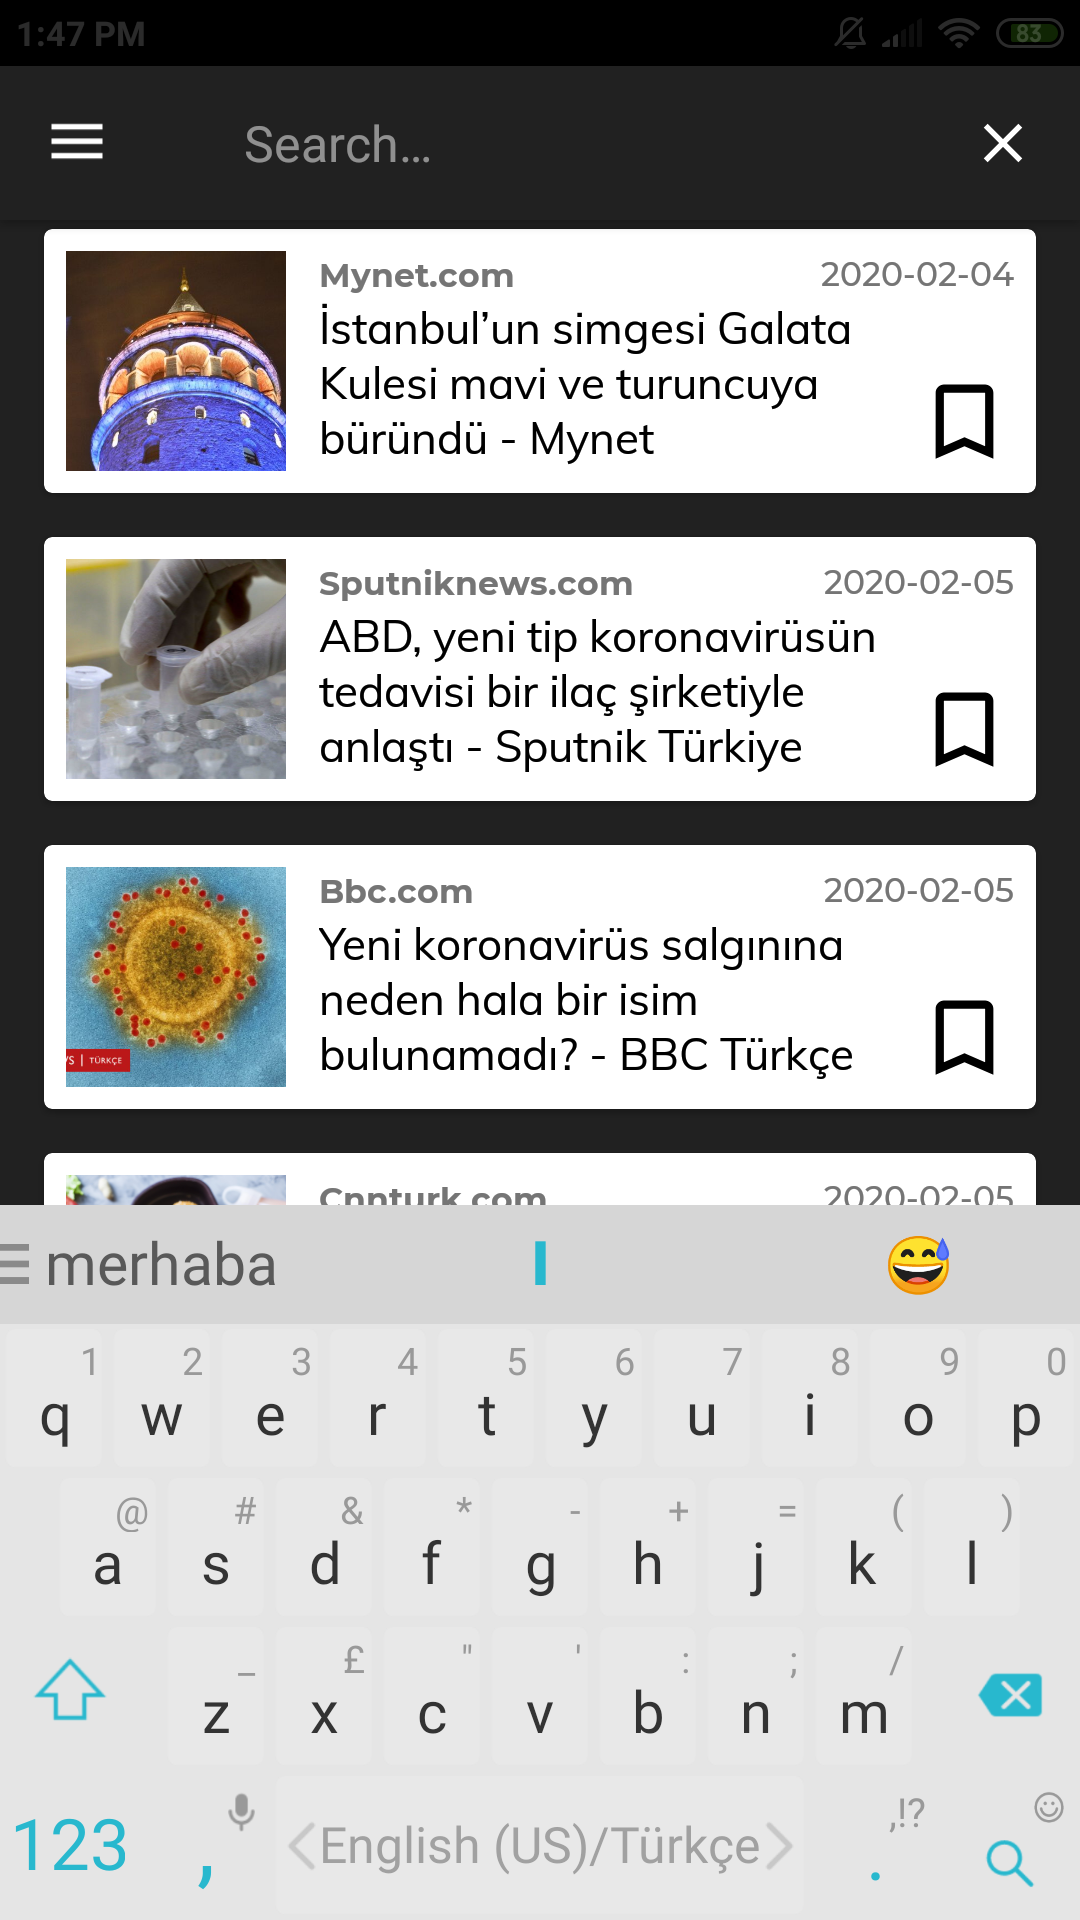 1:47 PM
83
Search...
Mynet.com 2020-02-04
İstanbul’un simgesi Galata
Kulesi mavi ve turuncuya
büründü - Mynet
Sputniknews.com 2020-02-05
ABD, yeni tip koronavirüsün
tedavisi bir ilaç şirketiyle
anlaştı - Sputnik Türkiye
Bbc.com 2020-02-05
Yeni koronavirüs salgınına
neden hala bir isim
bulunamadı? - BBC Türkçe
VS | TÜRKÇE
Cnnturk.com 2020-02-05
merhaba I 😅
1 2 3 4 5 6 7 8 9 0
q w e r t y u i o p
@ # & * - + = ( )
a s d f g h j k l
_ £ " ' : ; /
z x c v b n m
,!?
123 , English (US)/Türkçe .